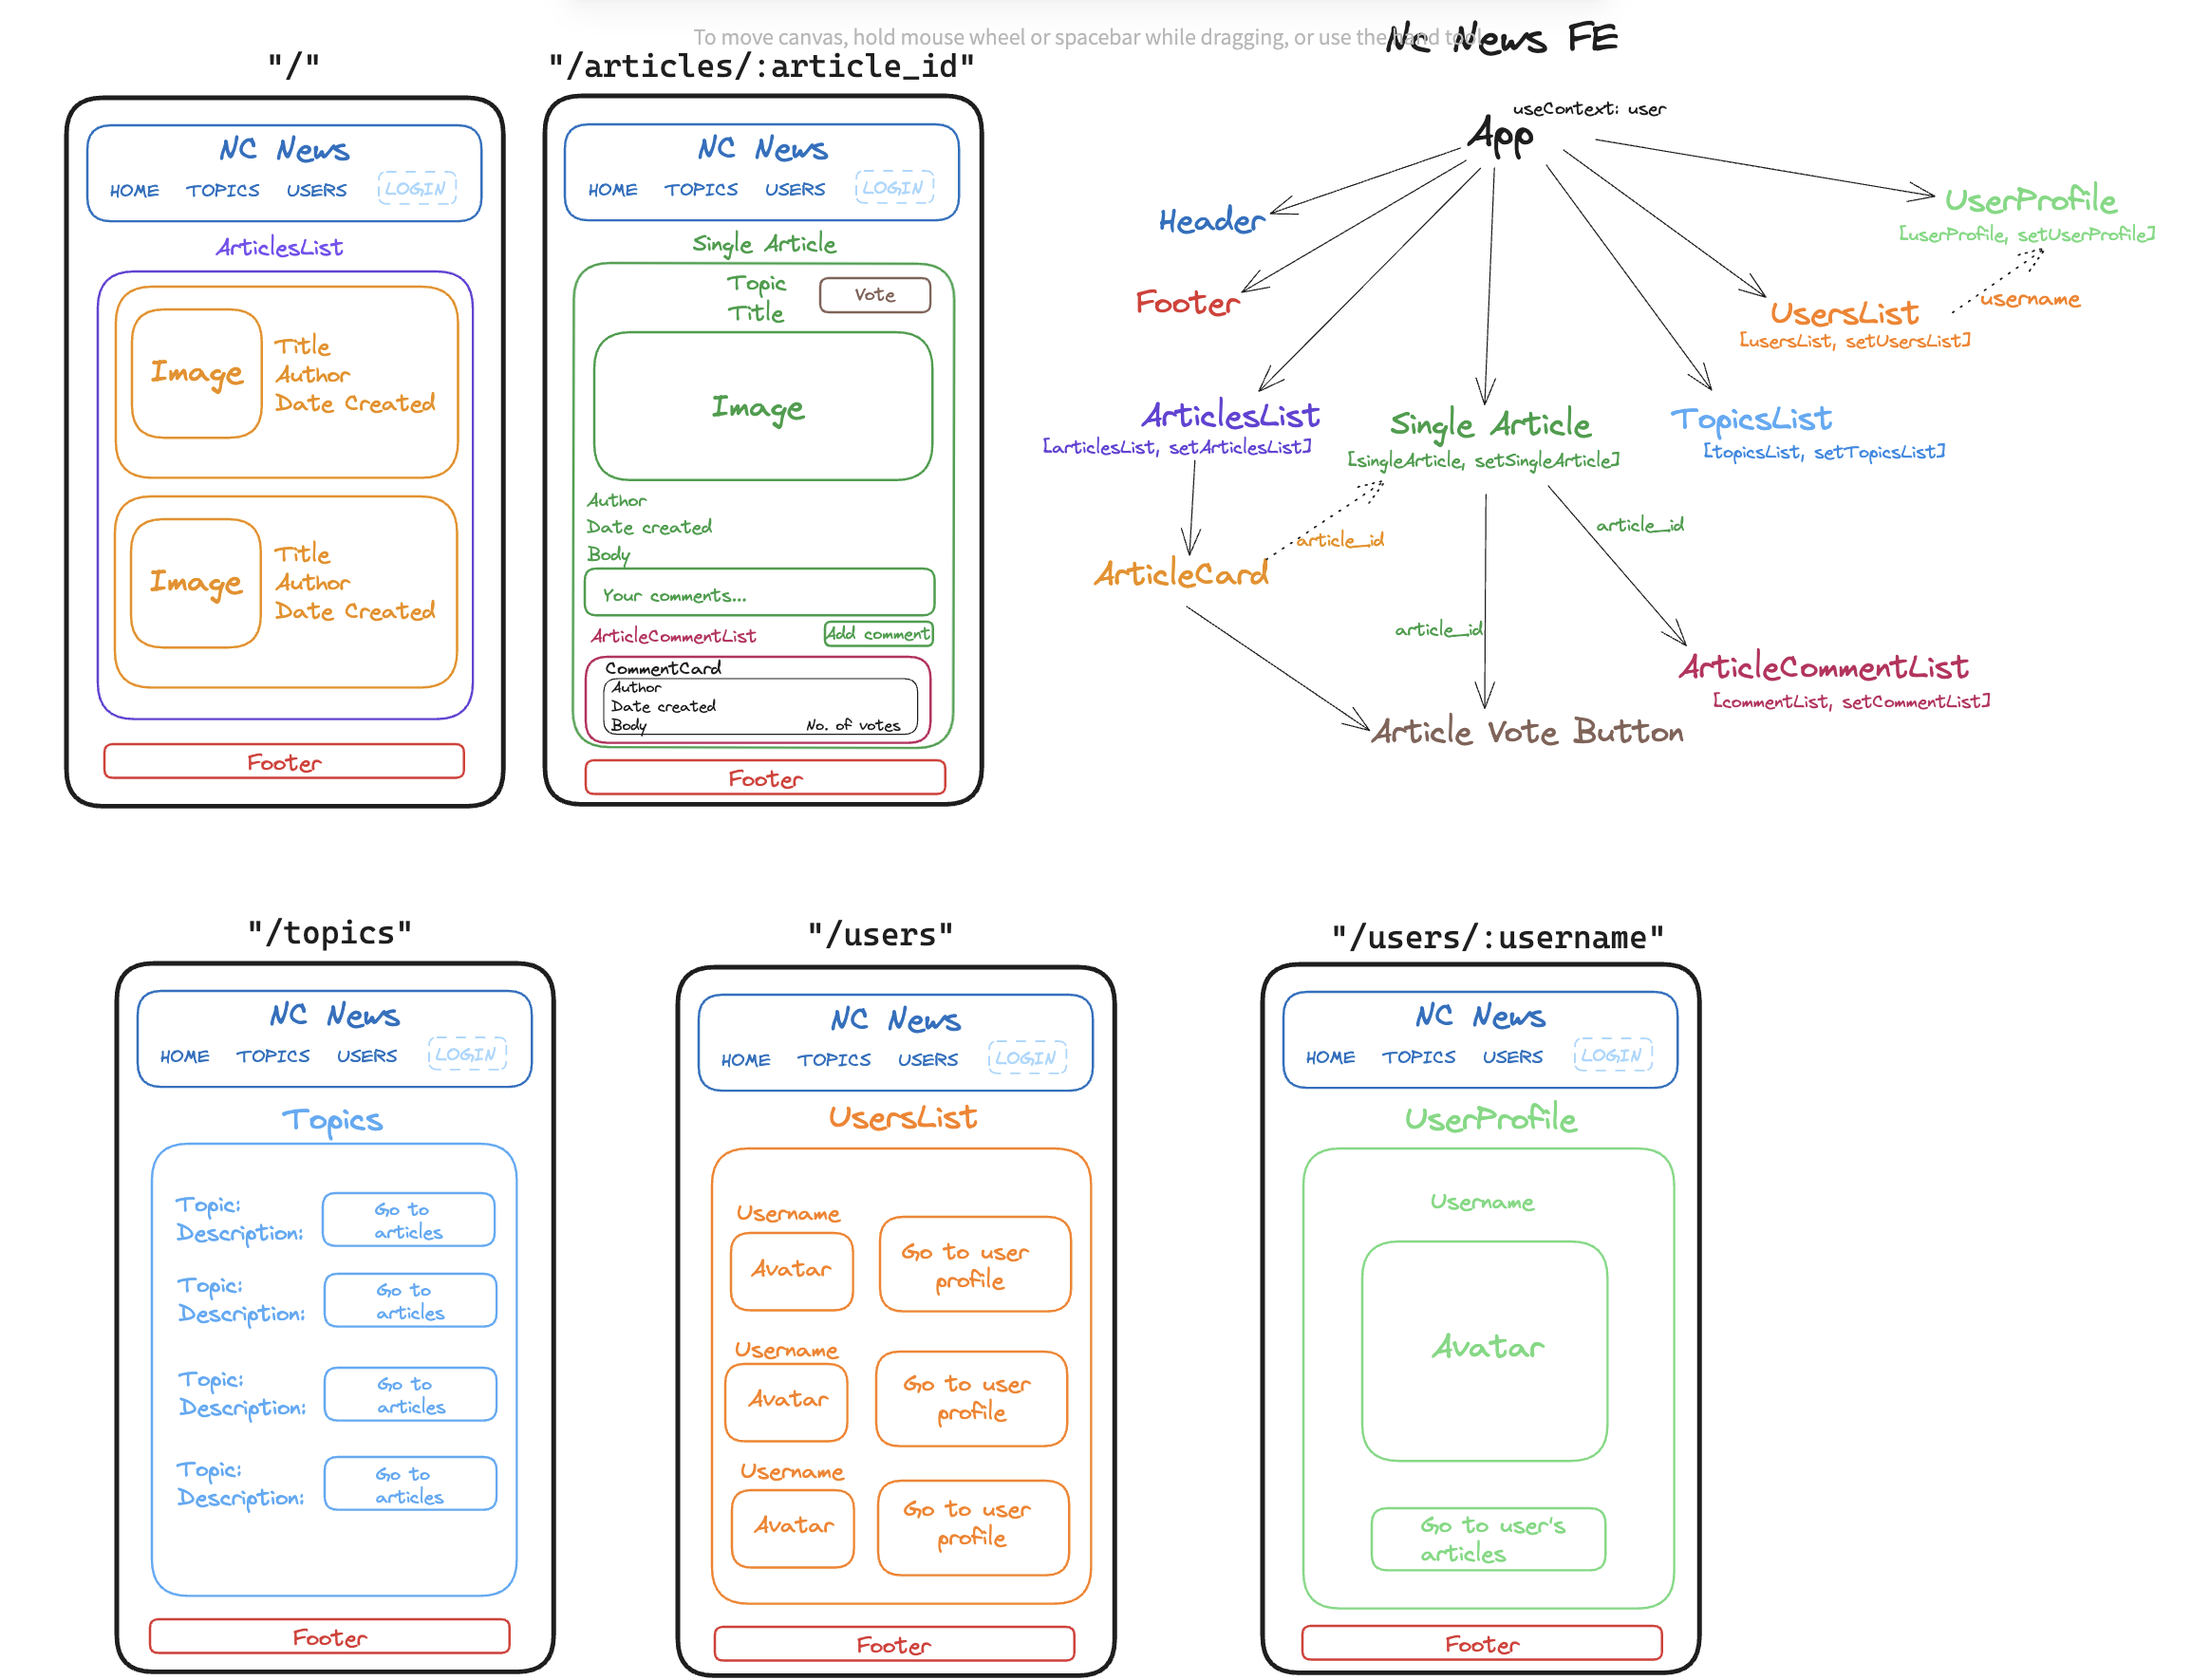 To move canvas, hold mouse wheel or spacebar while dragging, or use the hand tool
Nc News FE
"/"
NC News
HOME TOPICS USERS LOGIN
ArticlesList
Image
Title
Author
Date Created
Image
Title
Author
Date Created
Footer
"/articles/:article_id"
NC News
HOME TOPICS USERS LOGIN
Single Article
Topic
Title
Vote
Image
Author
Date created
Body
Your comments...
ArticleCommentList
Add comment
CommentCard
Author
Date created
Body
No. of votes
Footer
useContext: user
App
Header
Footer
UserProfile
[userProfile, setUserProfile]
username
UsersList
[usersList, setUsersList]
ArticlesList
[articlesList, setArticlesList]
Single Article
[singleArticle, setSingleArticle]
TopicsList
[topicsList, setTopicsList]
article_id
article_id
ArticleCard
article_id
ArticleCommentList
[commentList, setCommentList]
Article Vote Button
"/topics"
NC News
HOME TOPICS USERS LOGIN
Topics
Topic:
Description:
Go to
articles
Topic:
Description:
Go to
articles
Topic:
Description:
Go to
articles
Topic:
Description:
Go to
articles
Footer
"/users"
NC News
HOME TOPICS USERS LOGIN
UsersList
Username
Avatar
Go to user
profile
Username
Avatar
Go to user
profile
Username
Avatar
Go to user
profile
Footer
"/users/:username"
NC News
HOME TOPICS USERS LOGIN
UserProfile
Username
Avatar
Go to user's
articles
Footer